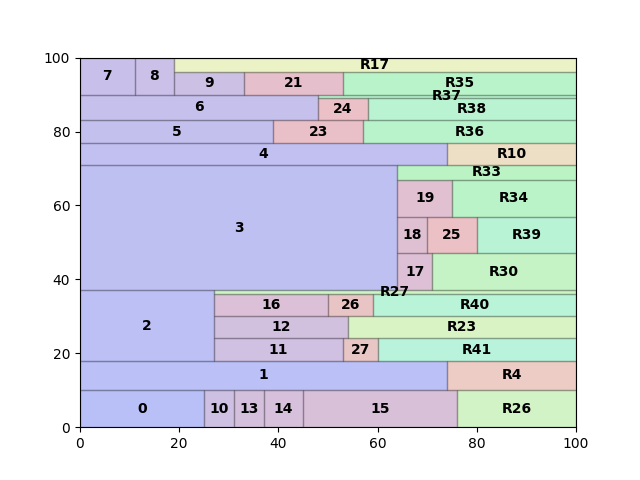 100
7 8 R17
9 21 R35
R37
6 24 R38
80
5 23 R36
4 R10
R33
60
19 R34
3 18 25 R39
17 R30
40
R27
16 26 R40
2 12 R23
20
11 27 R41
1 R4
0 10 13 14 15 R26
0
0 20 40 60 80 100